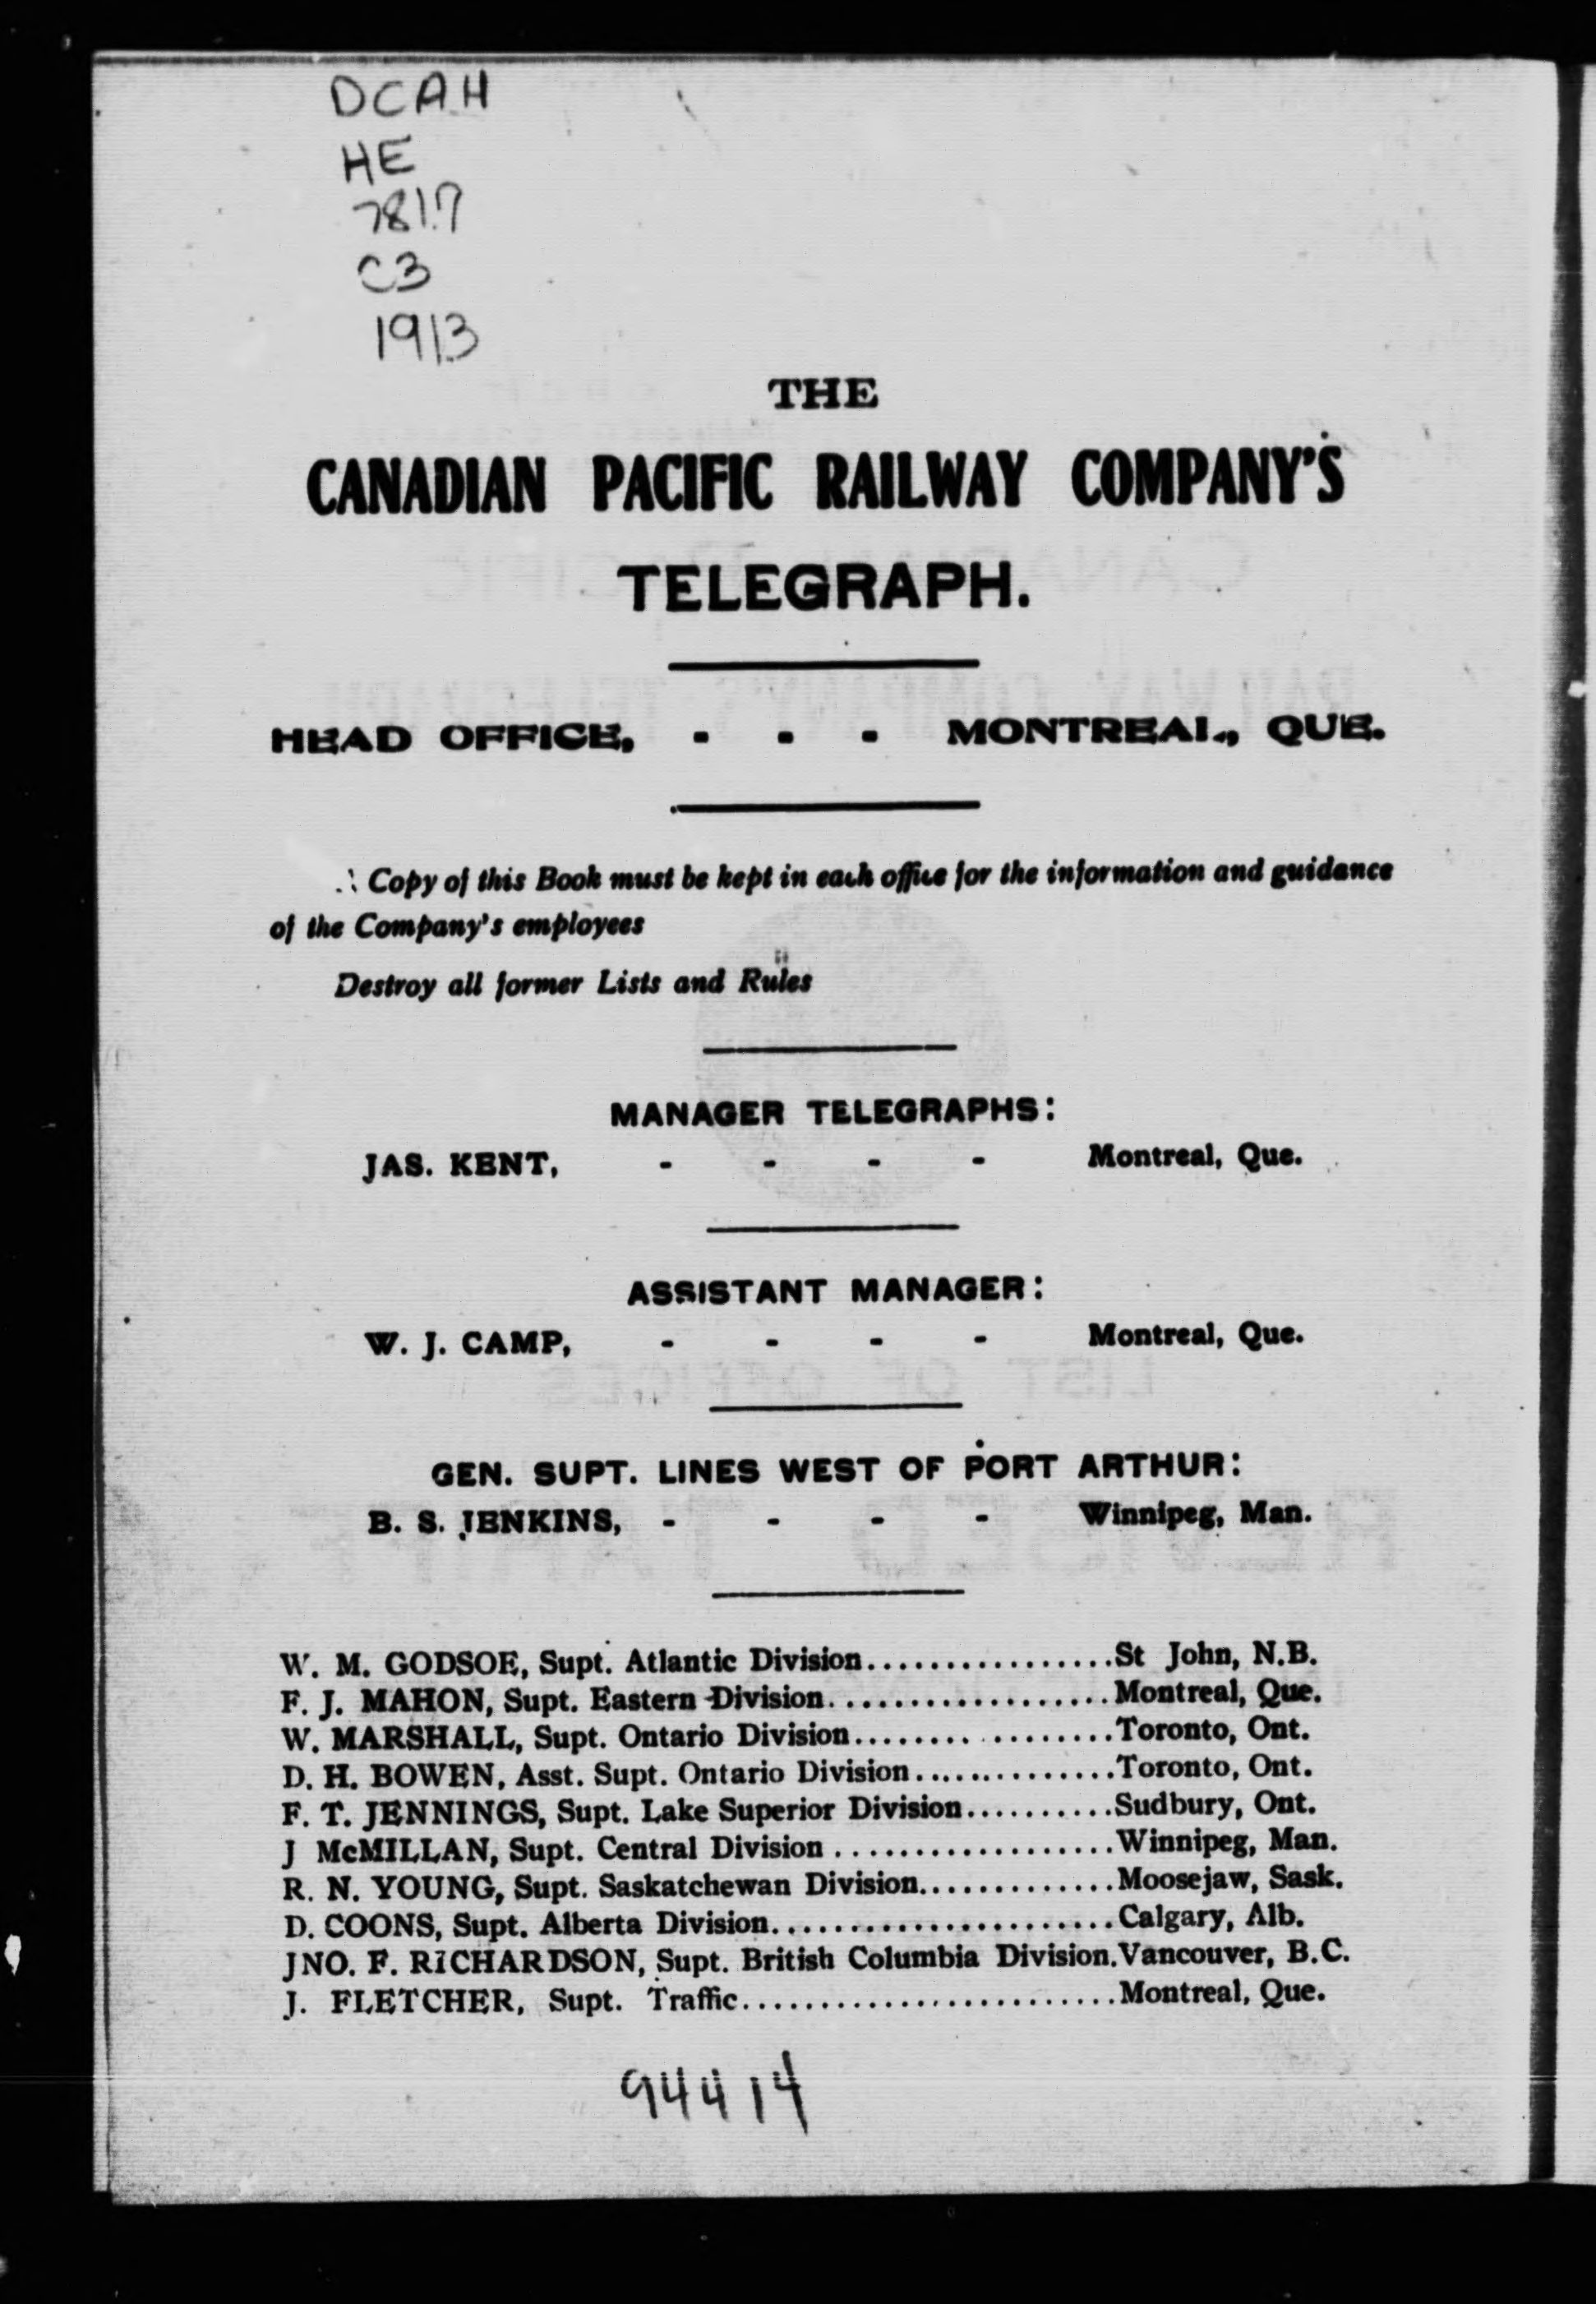 DCAH
HE
7817
C3
1913
THE
CANADIAN PACIFIC RAILWAY COMPANY'S
TELEGRAPH.
HEAD OFFICE, - - - MONTREAL, QUE.
Copy of this Book must be kept in each office for the information and guidance
of the Company's employees
Destroy all former Lists and Rules
MANAGER TELEGRAPHS:
JAS. KENT, - - - - Montreal, Que.
ASSISTANT MANAGER:
W. J. CAMP, - - - - Montreal, Que.
GEN. SUPT. LINES WEST OF PORT ARTHUR:
B. S. JENKINS, - - - - Winnipeg, Man.
W. M. GODSOE, Supt. Atlantic Division................St John, N.B.
F. J. MAHON, Supt. Eastern Division..................Montreal, Que.
W. MARSHALL, Supt. Ontario Division.................Toronto, Ont.
D. H. BOWEN, Asst. Supt. Ontario Division..............Toronto, Ont.
F. T. JENNINGS, Supt. Lake Superior Division..........Sudbury, Ont.
J McMILLAN, Supt. Central Division ..................Winnipeg, Man.
R. N. YOUNG, Supt. Saskatchewan Division.............Moosejaw, Sask.
D. COONS, Supt. Alberta Division......................Calgary, Alb.
JNO. F. RICHARDSON, Supt. British Columbia Division.Vancouver, B.C.
J. FLETCHER, Supt. Traffic........................Montreal, Que.
94414